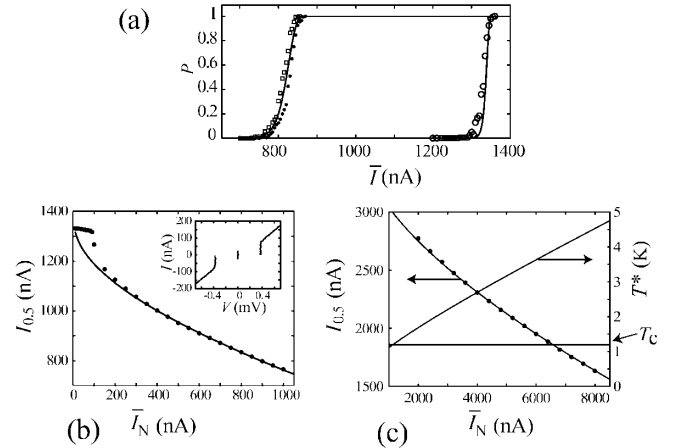 (a)
P
1
0.8
0.6
0.4
0.2
0
800 1000 1200 1400
I (nA)
1400
1200
1000
800
I0.5 (nA)
0 200 400 600 800 1000
IN (nA)
(b)
200
100
0
-100
-200
I (nA)
-0.4 0 0.4
V (mV)
3000
2500
2000
1500
I0.5 (nA)
2000 4000 6000 8000
IN (nA)
(c)
5
4
3
2
1
0
T* (K)
TC